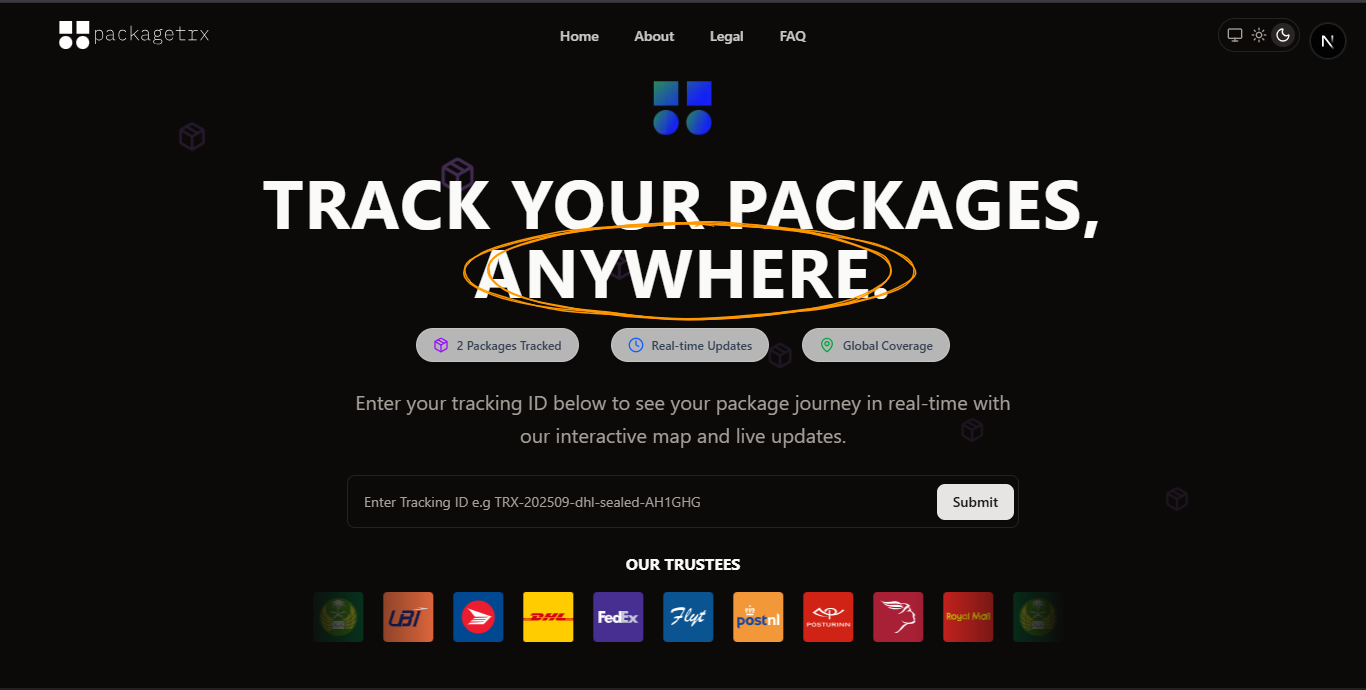 packagetrx
Home About Legal FAQ
N
TRACK YOUR PACKAGES,
ANYWHERE.
2 Packages Tracked Real-time Updates Global Coverage
Enter your tracking ID below to see your package journey in real-time with
our interactive map and live updates.
Enter Tracking ID e.g TRX-202509-dhl-sealed-AH1GHG Submit
OUR TRUSTEES
LBT DHL FedEx Flyt postnl PÓSTURINN Royal Mail